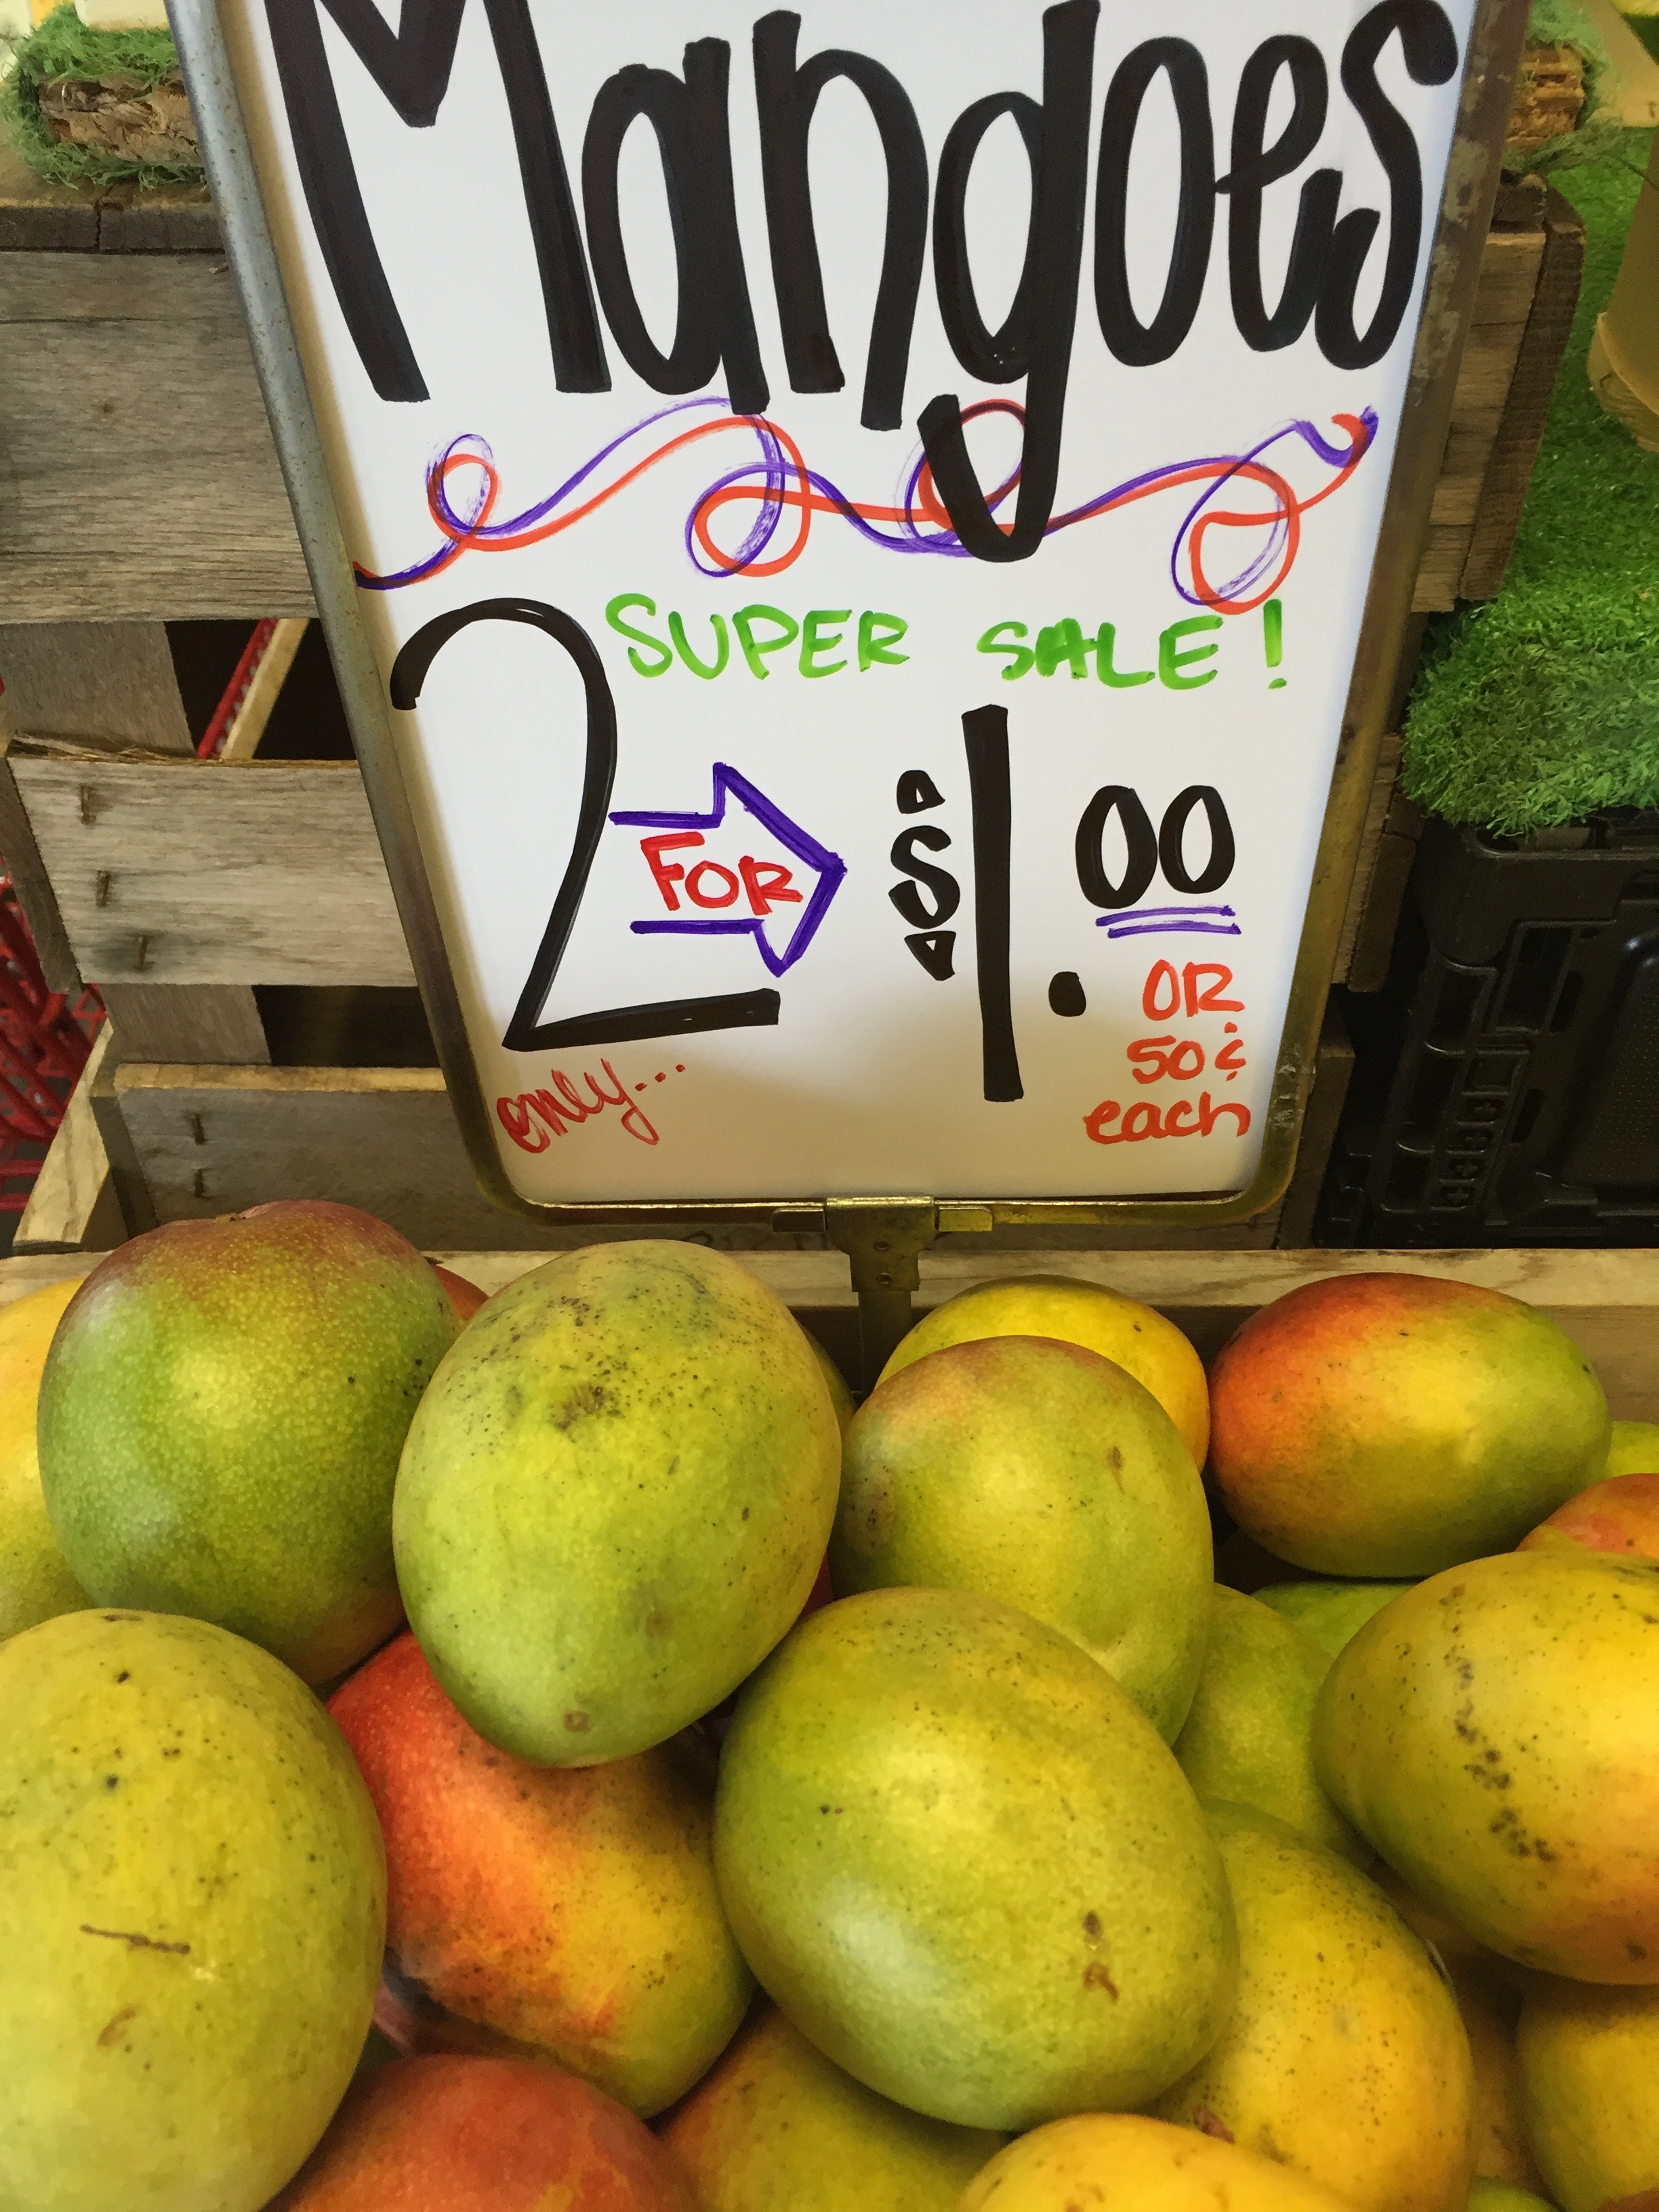 Mangoes
SUPER SALE!
2 FOR $1.00
OR
50¢
each
only...